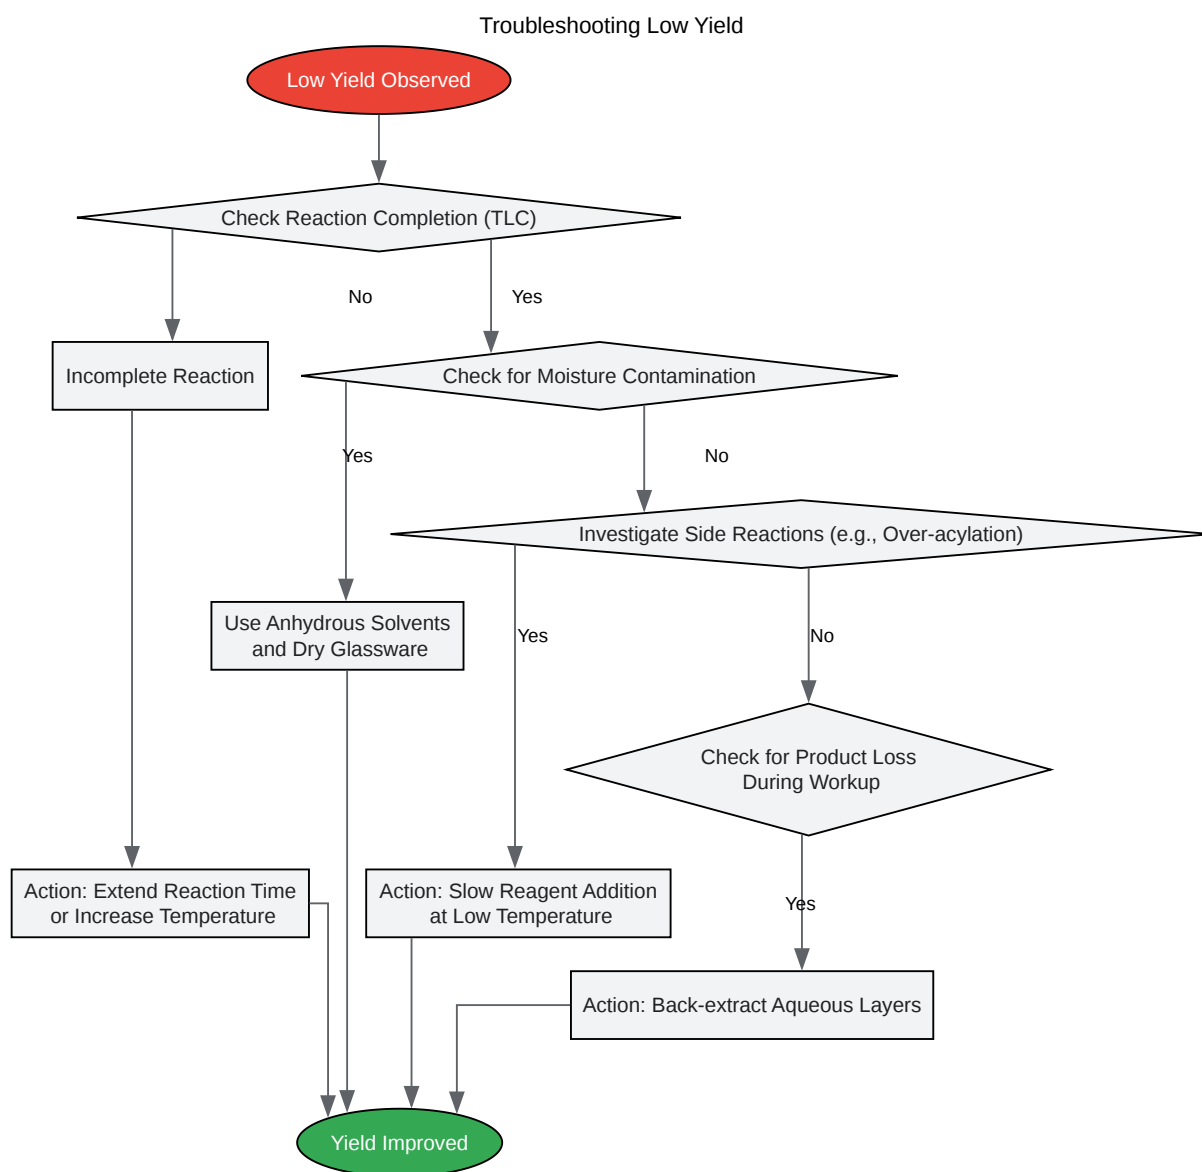 Troubleshooting Low Yield
Low Yield Observed
Check Reaction Completion (TLC)
No
Yes
Incomplete Reaction
Check for Moisture Contamination
Yes
No
Investigate Side Reactions (e.g., Over-acylation)
Use Anhydrous Solvents
and Dry Glassware
Yes
No
Check for Product Loss
During Workup
Action: Extend Reaction Time
or Increase Temperature
Action: Slow Reagent Addition
at Low Temperature
Yes
Action: Back-extract Aqueous Layers
Yield Improved